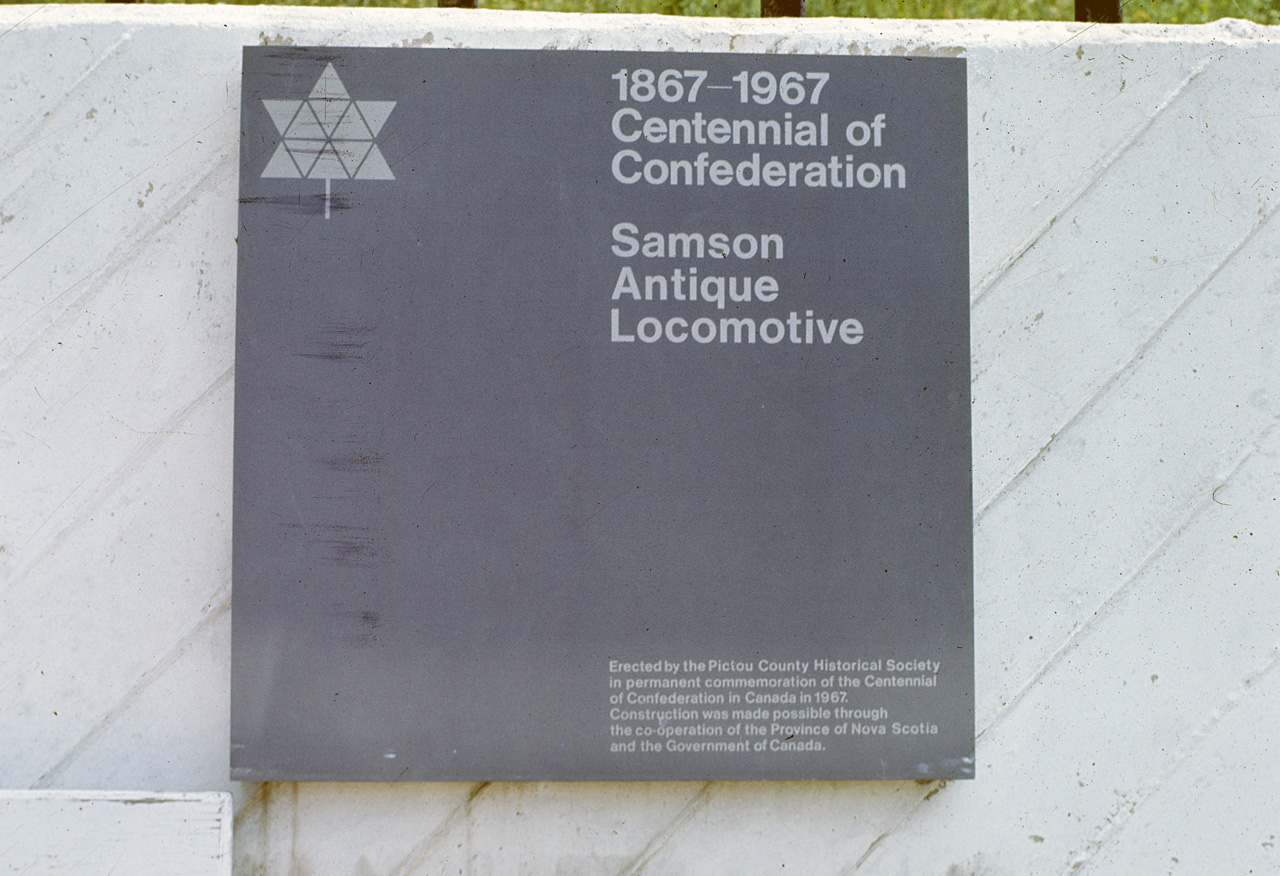 1867–1967
Centennial of
Confederation
Samson
Antique
Locomotive
Erected by the Pictou County Historical Society
in permanent commemoration of the Centennial
of Confederation in Canada in 1967.
Construction was made possible through
the co-operation of the Province of Nova Scotia
and the Government of Canada.